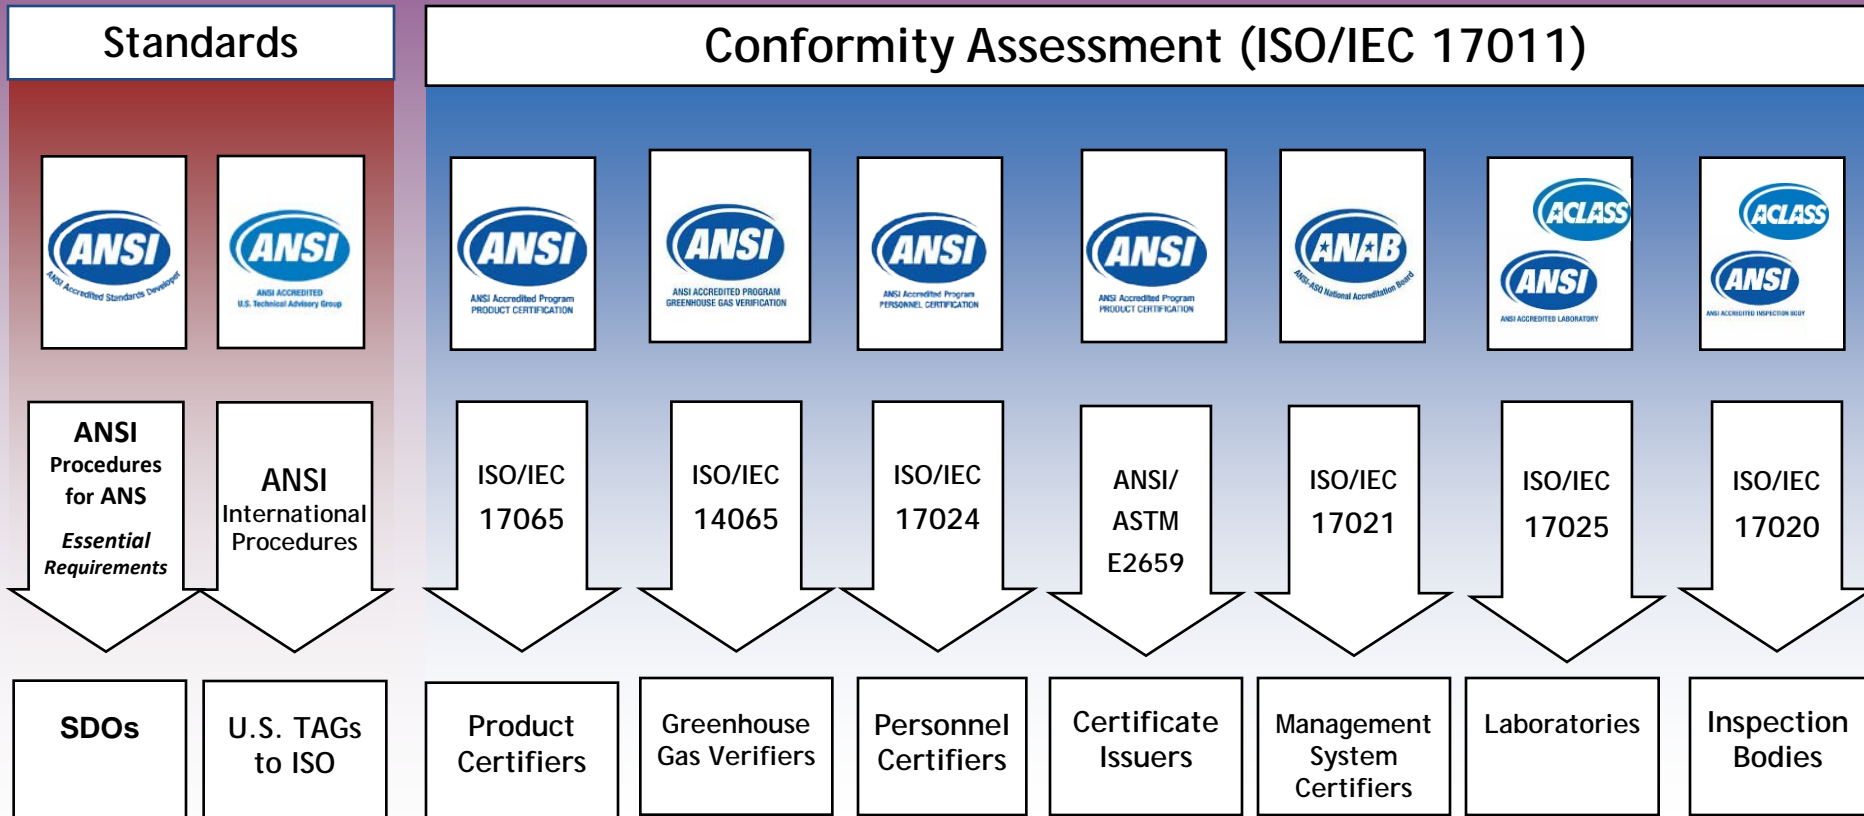 Standards
Conformity Assessment (ISO/IEC 17011)
ANSI
ANSI Accredited Standards Developer
ANSI
ANSI ACCREDITED
U.S. Technical Advisory Group
ANSI
ANSI Accredited Program
PRODUCT CERTIFICATION
ANSI
ANSI ACCREDITED PROGRAM
GREENHOUSE GAS VERIFICATION
ANSI
ANSI Accredited Program
PERSONNEL CERTIFICATION
ANSI
ANSI Accredited Program
PRODUCT CERTIFICATION
ANAB
ANSI-ASQ National Accreditation Board
ACLASS
ANSI
ANSI ACCREDITED LABORATORY
ACLASS
ANSI
ANSI ACCREDITED INSPECTION BODY
ANSI
Procedures
for ANS
Essential
Requirements
ANSI
International
Procedures
ISO/IEC
17065
ISO/IEC
14065
ISO/IEC
17024
ANSI/
ASTM
E2659
ISO/IEC
17021
ISO/IEC
17025
ISO/IEC
17020
SDOs
U.S. TAGs
to ISO
Product
Certifiers
Greenhouse
Gas Verifiers
Personnel
Certifiers
Certificate
Issuers
Management
System
Certifiers
Laboratories
Inspection
Bodies